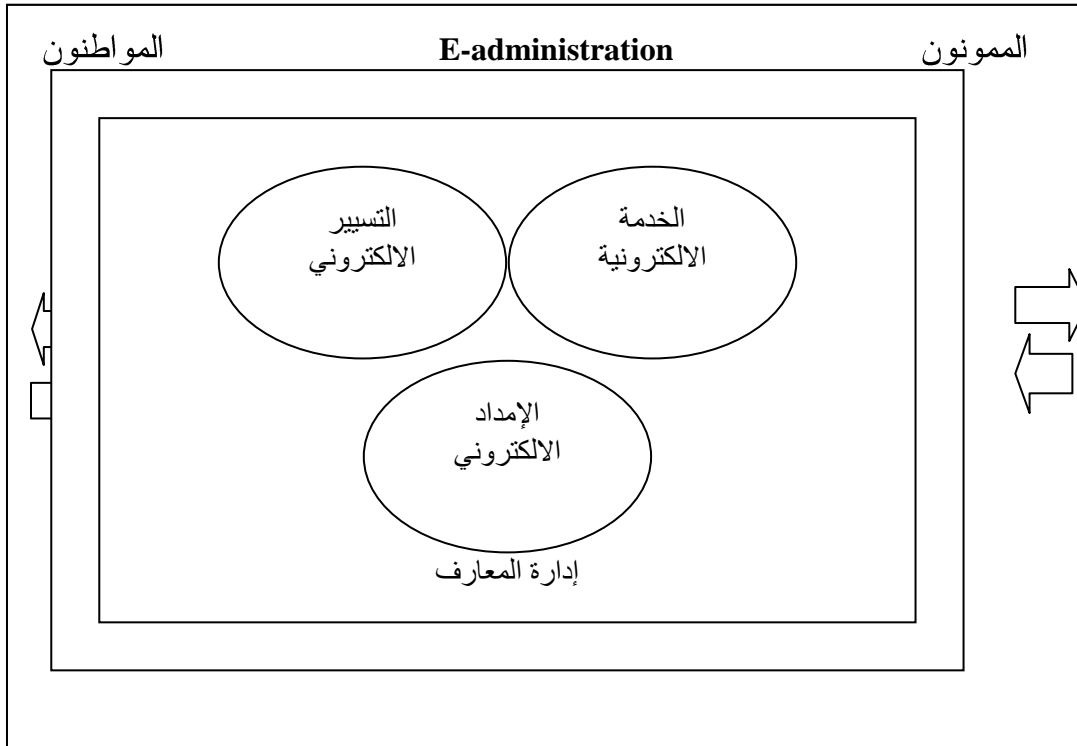 الممونون
E-administration
المواطنون
الخدمة
الالكترونية
التسيير
الالكتروني
الإمداد
الالكتروني
إدارة المعارف